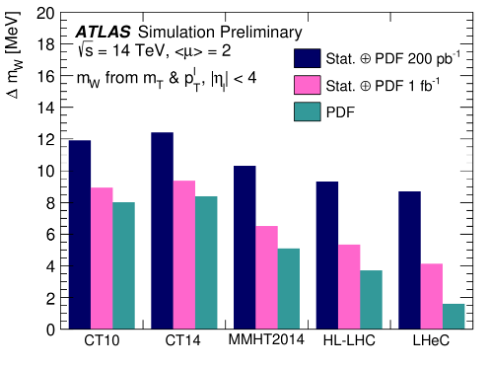 20
18
16
14
12
10
8
6
4
2
0
Δ m_W [MeV]
ATLAS Simulation Preliminary
√s = 14 TeV, <μ> = 2
m_W from m_T & p_T^l, |η_l| < 4
Stat. ⊕ PDF 200 pb⁻¹
Stat. ⊕ PDF 1 fb⁻¹
PDF
CT10 CT14 MMHT2014 HL-LHC LHeC